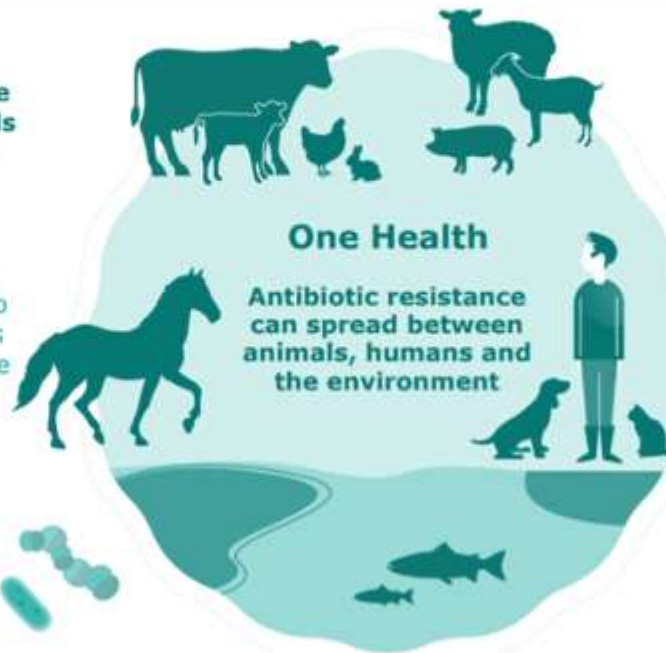 One Health
Antibiotic resistance
can spread between
animals, humans and
the environment